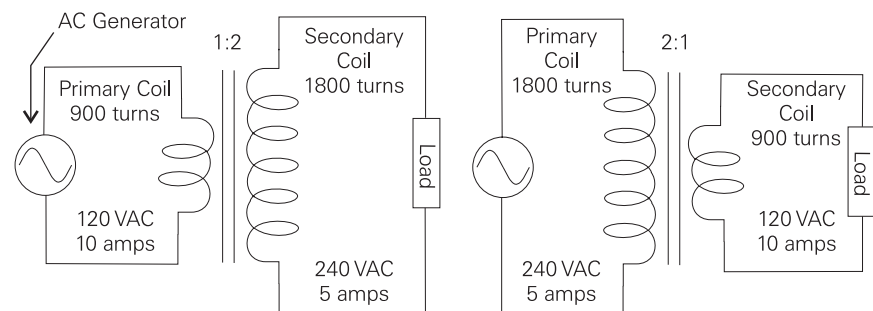 AC Generator
1:2
Primary Coil
900 turns
120 VAC
10 amps
Secondary
Coil
1800 turns
Load
240 VAC
5 amps
Primary
Coil
1800 turns
240 VAC
5 amps
2:1
Secondary
Coil
900 turns
Load
120 VAC
10 amps